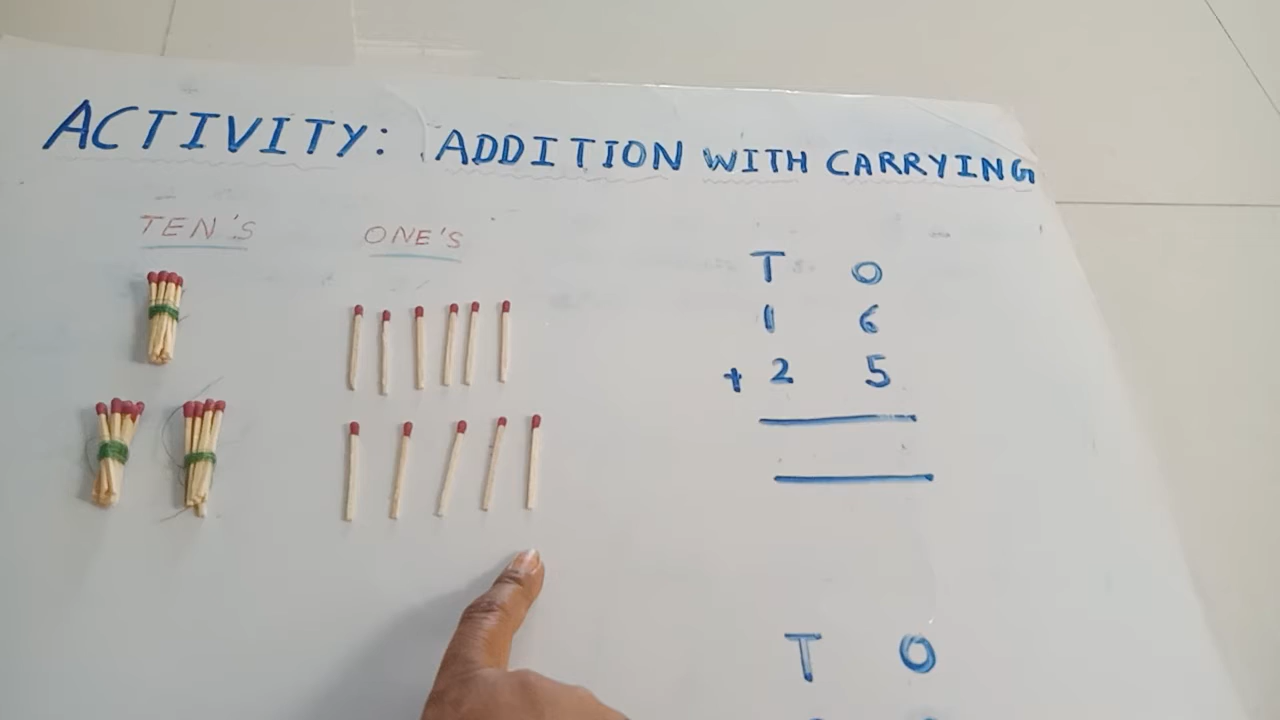 ACTIVITY: ADDITION WITH CARRYING
TEN'S ONE'S
T O
1 6
+ 2 5
T O